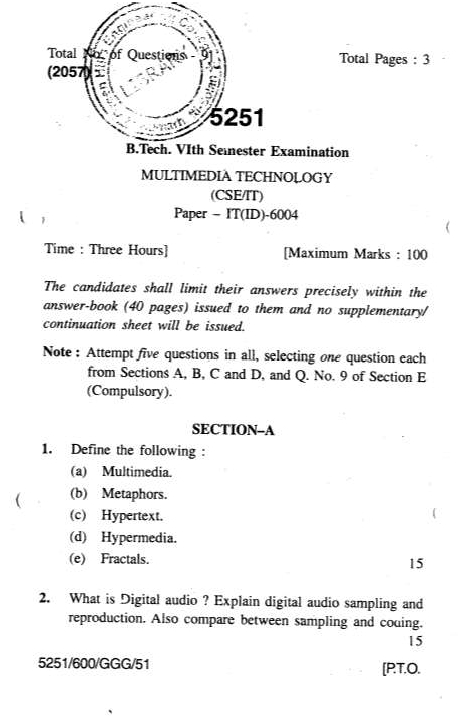 Total No. of Questions - 9]
Total Pages : 3
(2057)
LIBRARY
5251
B.Tech. VIth Semester Examination
MULTIMEDIA TECHNOLOGY
(CSE/IT)
Paper – IT(ID)-6004
Time : Three Hours]
[Maximum Marks : 100
The candidates shall limit their answers precisely within the
answer-book (40 pages) issued to them and no supplementary/
continuation sheet will be issued.
Note : Attempt five questions in all, selecting one question each
from Sections A, B, C and D, and Q. No. 9 of Section E
(Compulsory).
SECTION–A
1. Define the following :
(a) Multimedia.
(b) Metaphors.
(c) Hypertext.
(d) Hypermedia.
(e) Fractals.
15
2. What is Digital audio ? Explain digital audio sampling and
reproduction. Also compare between sampling and coding.
15
5251/600/GGG/51
[P.T.O.